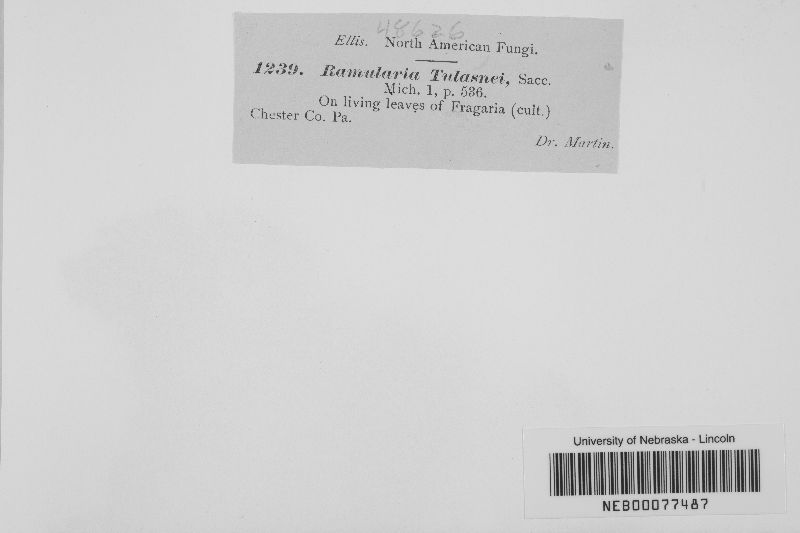 48626
Ellis. North American Fungi.
1239. Ramularia Tulasnei, Sacc.
Mich. 1, p. 536.
On living leaves of Fragaria (cult.)
Chester Co. Pa.
Dr. Martin.
University of Nebraska - Lincoln
NEB00077487